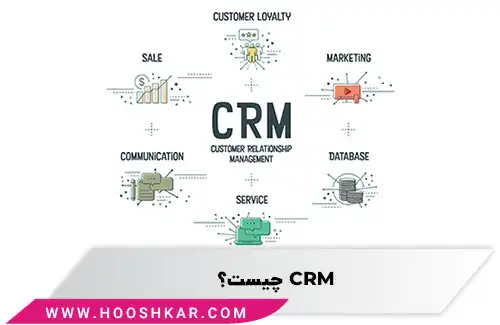 CUSTOMER LOYALTY
SALE
MARKETING
CRM
CUSTOMER RELATIONSHIP
MANAGEMENT
COMMUNICATION
DATABASE
SERVICE
CRM چیست؟
WWW.HOOSHKAR.COM